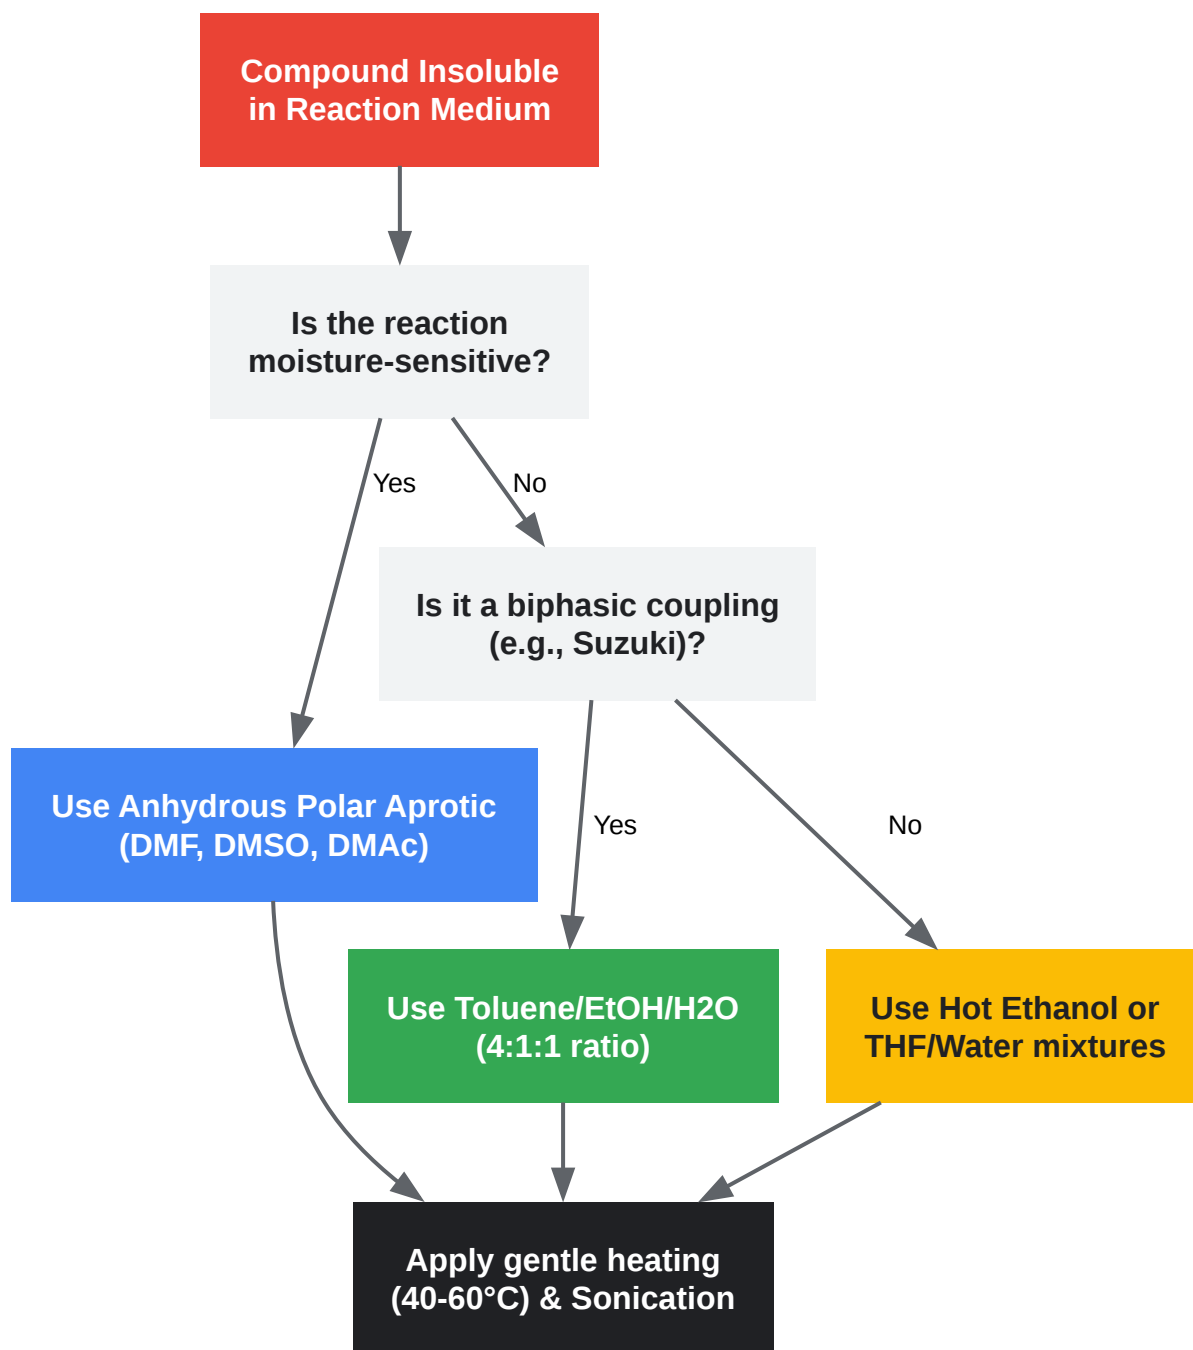 Compound Insoluble
in Reaction Medium
Is the reaction
moisture-sensitive?
Yes
No
Is it a biphasic coupling
(e.g., Suzuki)?
Use Anhydrous Polar Aprotic
(DMF, DMSO, DMAc)
Yes
No
Use Toluene/EtOH/H2O
(4:1:1 ratio)
Use Hot Ethanol or
THF/Water mixtures
Apply gentle heating
(40-60°C) & Sonication